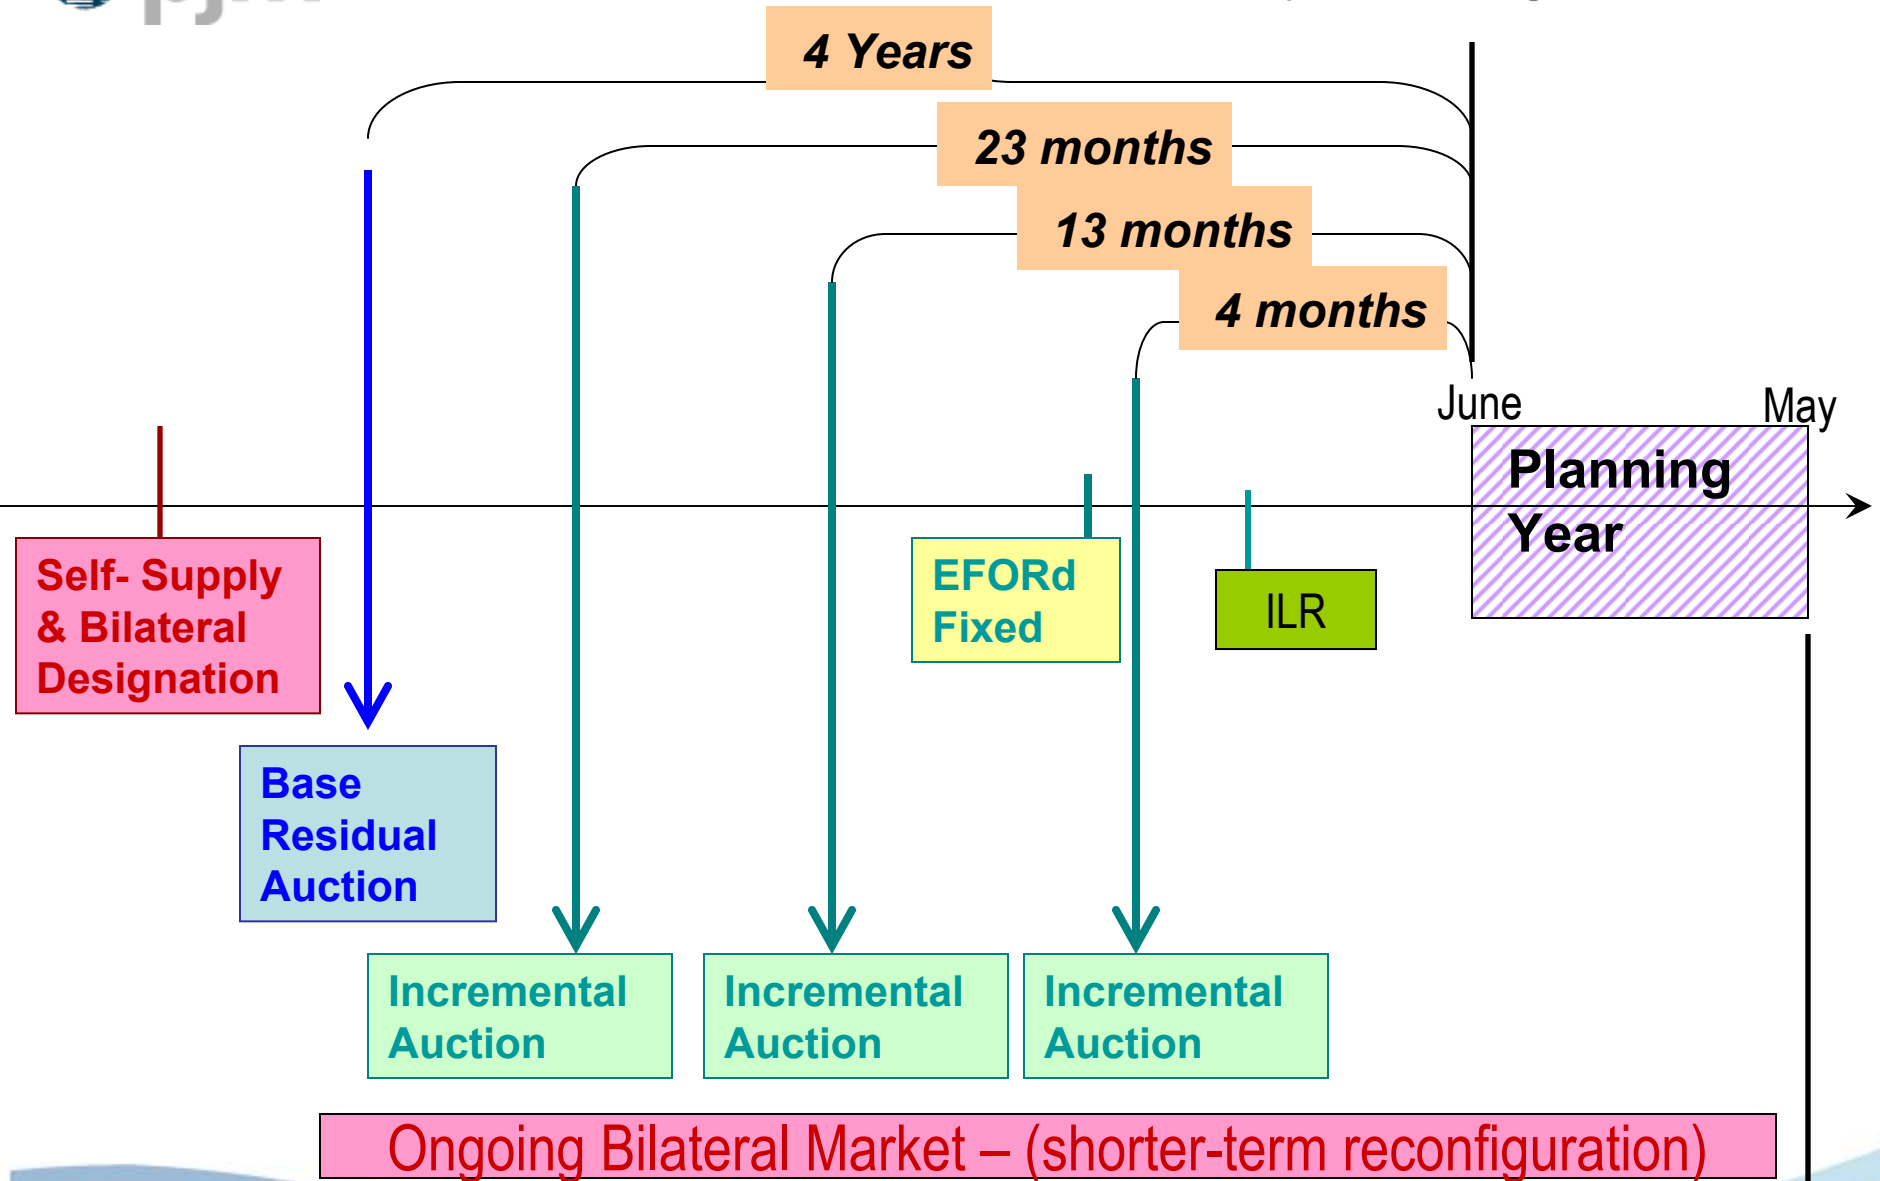 pjm
4 Years
23 months
13 months
4 months
June
May
Planning
Year
Self- Supply
& Bilateral
Designation
EFORd
Fixed
ILR
Base
Residual
Auction
Incremental
Auction
Incremental
Auction
Incremental
Auction
Ongoing Bilateral Market – (shorter-term reconfiguration)